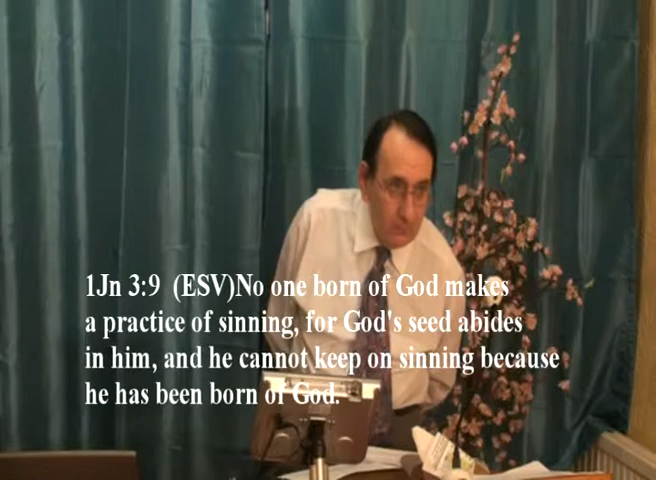 1Jn 3:9 (ESV)No one born of God makes
a practice of sinning, for God's seed abides
in him, and he cannot keep on sinning because
he has been born of God.